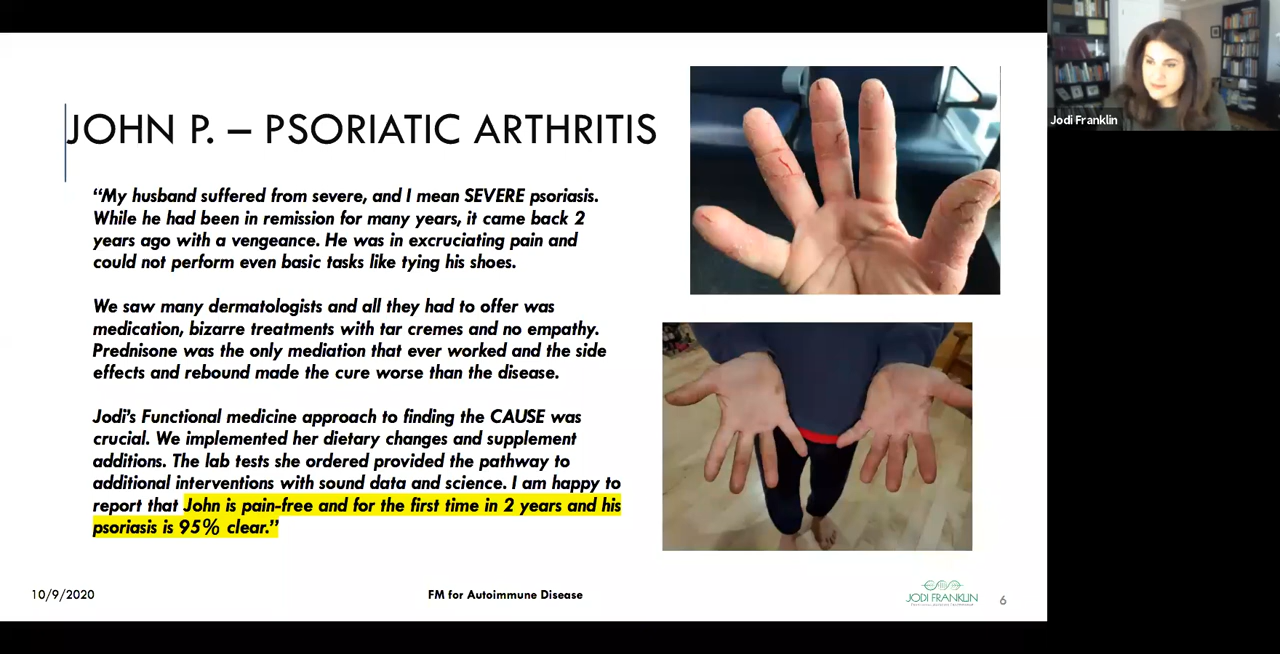 JOHN P. – PSORIATIC ARTHRITIS
“My husband suffered from severe, and I mean SEVERE psoriasis.
While he had been in remission for many years, it came back 2
years ago with a vengeance. He was in excruciating pain and
could not perform even basic tasks like tying his shoes.
We saw many dermatologists and all they had to offer was
medication, bizarre treatments with tar cremes and no empathy.
Prednisone was the only mediation that ever worked and the side
effects and rebound made the cure worse than the disease.
Jodi’s Functional medicine approach to finding the CAUSE was
crucial. We implemented her dietary changes and supplement
additions. The lab tests she ordered provided the pathway to
additional interventions with sound data and science. I am happy to
report that John is pain-free and for the first time in 2 years and his
psoriasis is 95% clear.”
10/9/2020
FM for Autoimmune Disease
JODI FRANKLIN
6
Jodi Franklin